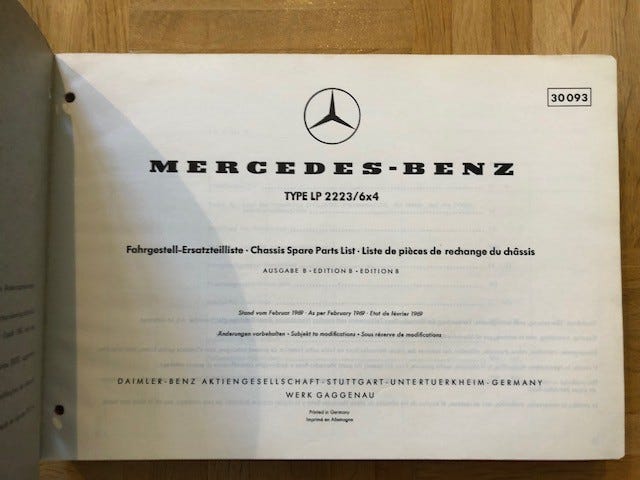 30093
MERCEDES-BENZ
TYPE LP 2223/6x4
Fahrgestell-Ersatzteilliste · Chassis Spare Parts List · Liste de pièces de rechange du châssis
AUSGABE B · EDITION B · EDITION B
Stand vom Februar 1969 · As per February 1969 · Etat de février 1969
Änderungen vorbehalten · Subjekt to modifications · Sous réserve de modifications
DAIMLER-BENZ AKTIENGESELLSCHAFT·STUTTGART-UNTERTUERKHEIM·GERMANY
WERK GAGGENAU
Printed in Germany
Imprimé en Allemagne